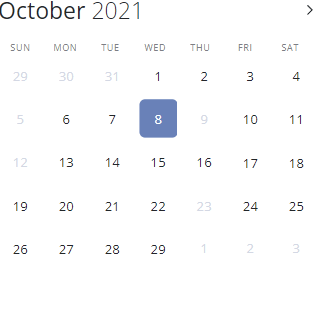 October 2021 >
SUN MON TUE WED THU FRI SAT
29 30 31 1 2 3 4
5 6 7 8 9 10 11
12 13 14 15 16 17 18
19 20 21 22 23 24 25
26 27 28 29 1 2 3